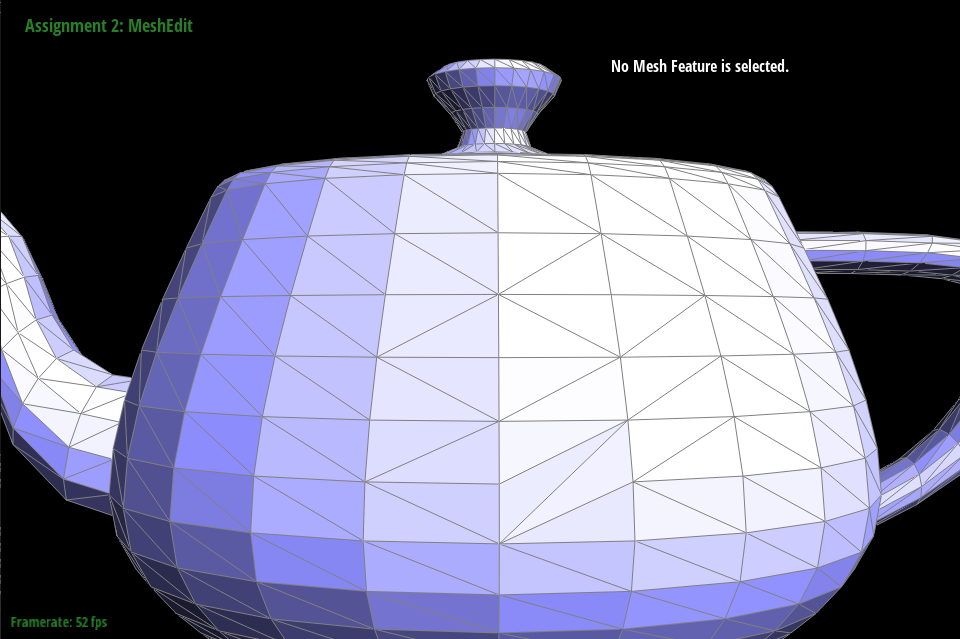 Assignment 2: MeshEdit
No Mesh Feature is selected.
Framerate: 52 fps